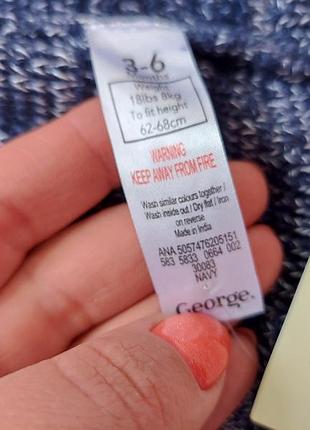 3-6
months
Weight
18lbs 8kg
To fit height
62-68cm
WARNING
KEEP AWAY FROM FIRE
Wash similar colours together /
Wash inside out / Dry flat / Iron
on reverse
Made in India
ANA 5057476205151
583 5833 0664 002
30083
NAVY
George.